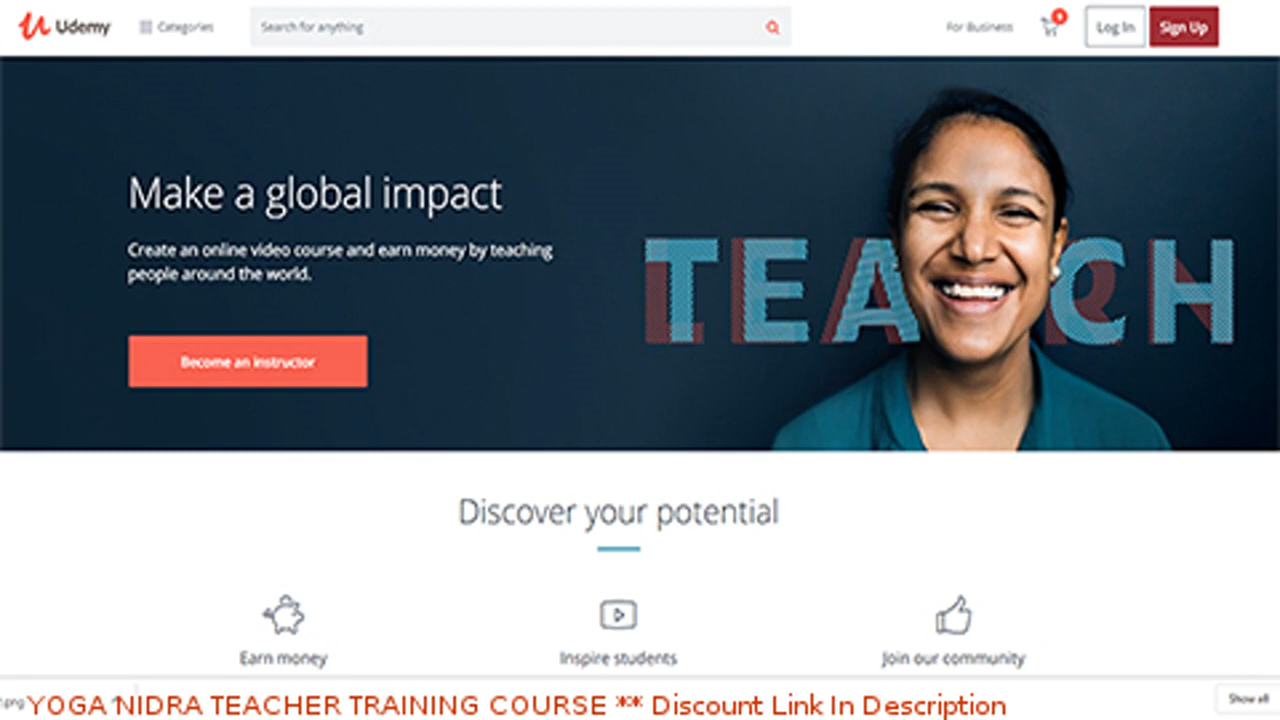 Udemy
Categories
Search for anything
For Business
Log In
Sign Up
Make a global impact
Create an online video course and earn money by teaching
people around the world.
TEACH
Become an instructor
Discover your potential
Earn money
Inspire students
Join our community
.png
Show all
YOGA NIDRA TEACHER TRAINING COURSE ** Discount Link In Description